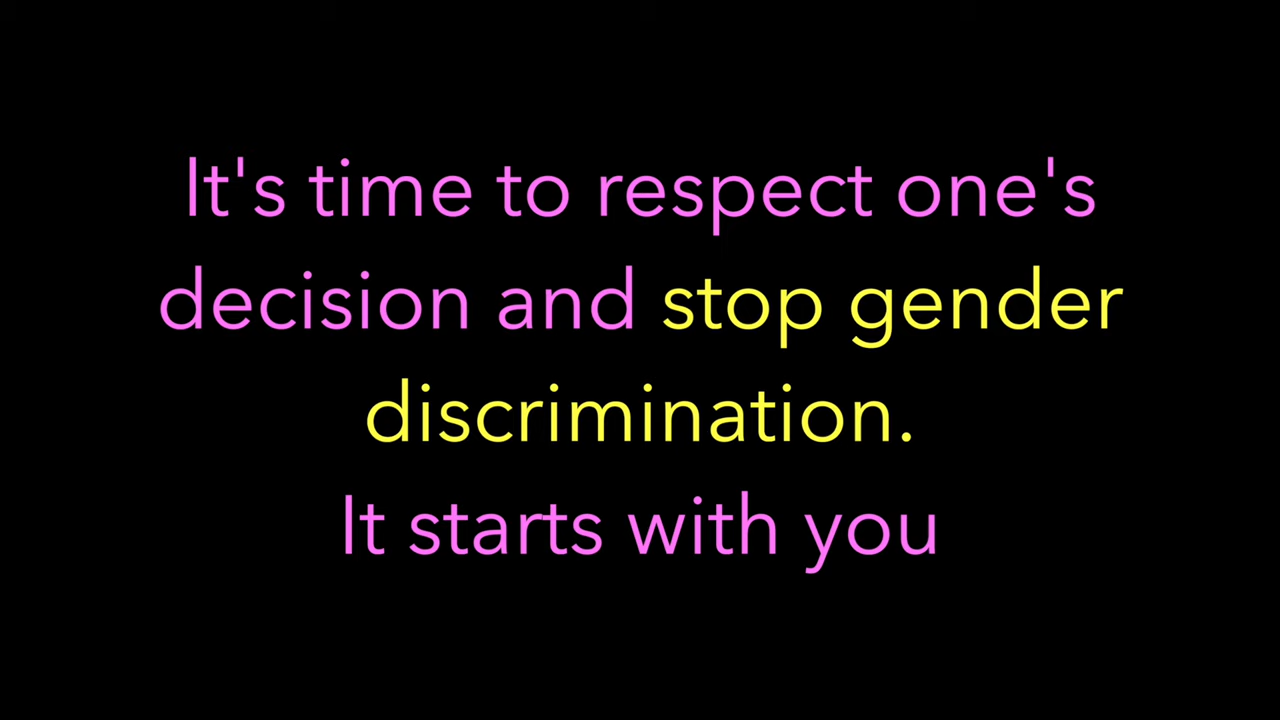 It's time to respect one's
decision and stop gender
discrimination.
It starts with you